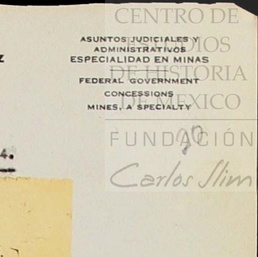 CENTRO DE
ESTUDIOS
DE HISTORIA
DE MEXICO
FUNDACIÓN
Carlos Slim
ASUNTOS JUDICIALES Y
ADMINISTRATIVOS
ESPECIALIDAD EN MINAS
FEDERAL GOVERNMENT
CONCESSIONS
MINES, A SPECIALTY
Z
4.